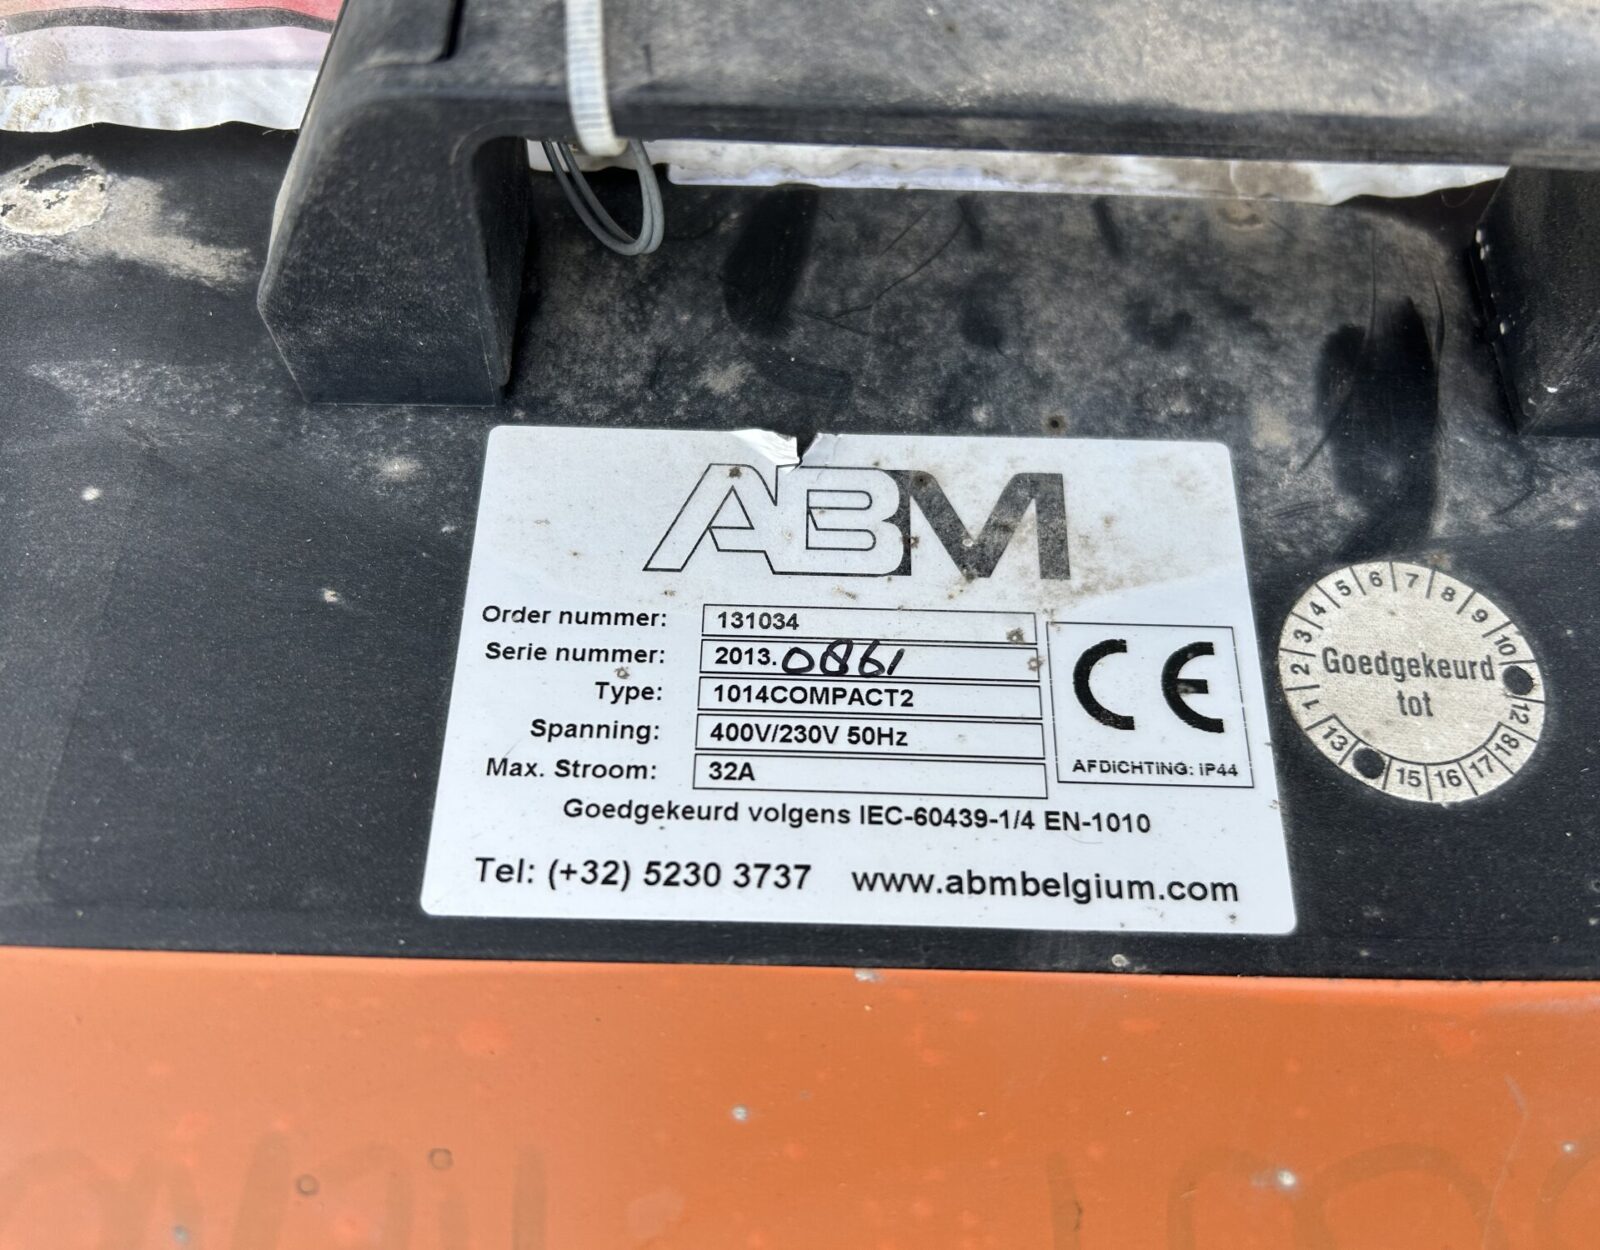 ABM
Order nummer: 131034
Serie nummer: 2013.0861
Type: 1014COMPACT2
Spanning: 400V/230V 50Hz
Max. Stroom: 32A
CE
AFDICHTING: IP44
Goedgekeurd volgens IEC-60439-1/4 EN-1010
Tel: (+32) 5230 3737 www.abmbelgium.com
1 2 3 4 5 6 7 8 9 10 12
Goedgekeurd
tot
13 15 16 17 18